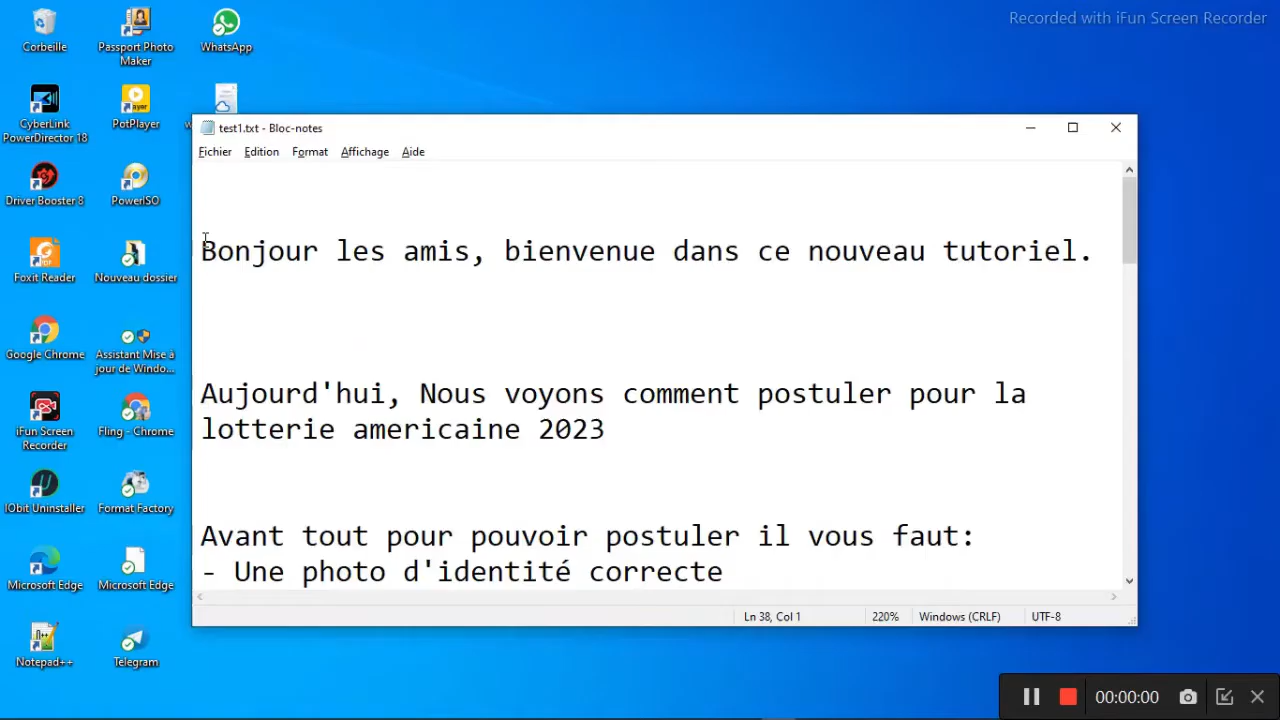 Recorded with iFun Screen Recorder
Corbeille
Passport Photo
Maker
WhatsApp
CyberLink
PowerDirector 18
PotPlayer
Driver Booster 8
PowerISO
Foxit Reader
Nouveau dossier
Google Chrome
Assistant Mise à
jour de Windo...
iFun Screen
Recorder
Fling - Chrome
IObit Uninstaller
Format Factory
Microsoft Edge
Microsoft Edge
Notepad++
Telegram
test1.txt - Bloc-notes
Fichier Edition Format Affichage Aide
Bonjour les amis, bienvenue dans ce nouveau tutoriel.
Aujourd'hui, Nous voyons comment postuler pour la
lotterie americaine 2023
Avant tout pour pouvoir postuler il vous faut:
- Une photo d'identité correcte
Ln 38, Col 1 220% Windows (CRLF) UTF-8
00:00:00